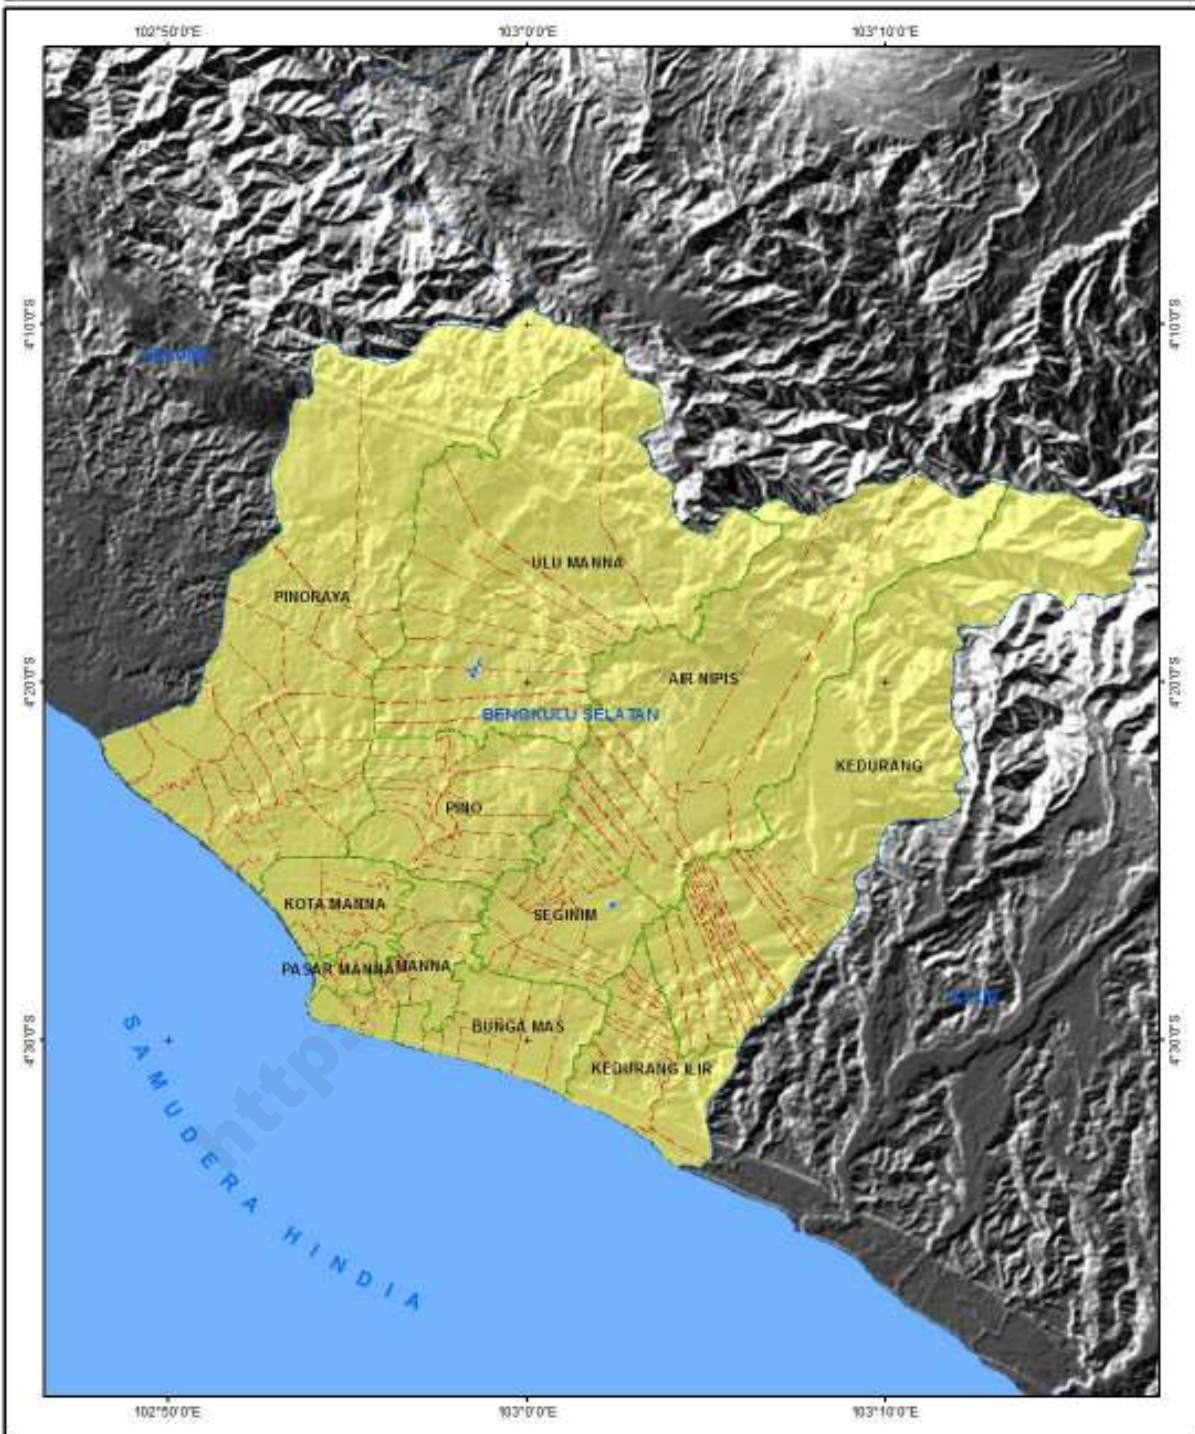 102°50'0"E 103°0'0"E 103°10'0"E
4°10'0"S 4°10'0"S
ULU MANNA
PINORAYA
4°20'0"S AIR NIPIS 4°20'0"S
BENGKULU SELATAN
KEDURANG
PINO
KOTA MANNA
SEGINIM
PASAR MANNA MANNA
BUNGA MAS
4°30'0"S 4°30'0"S
KEDURANG ILIR
SAMUDERA HINDIA
http
102°50'0"E 103°0'0"E 103°10'0"E